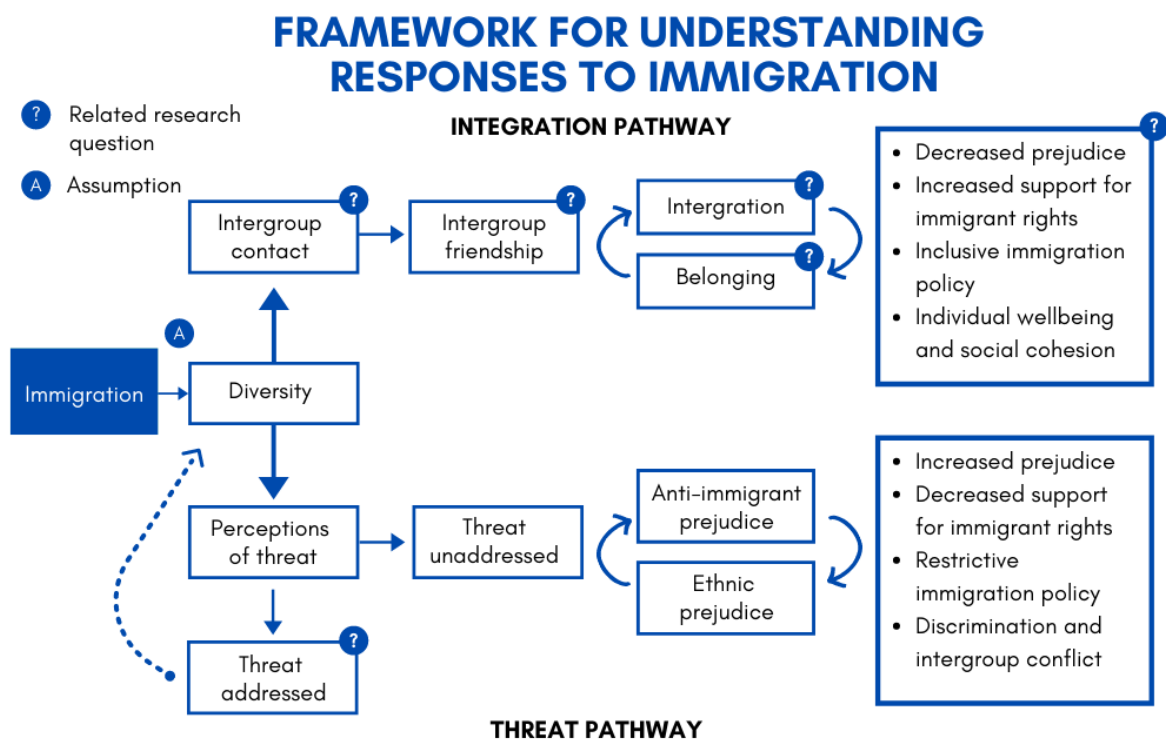 FRAMEWORK FOR UNDERSTANDING
RESPONSES TO IMMIGRATION
? Related research
question
A Assumption
INTEGRATION PATHWAY
Immigration
A
Diversity
Intergroup
contact
?
Intergroup
friendship
?
Intergration
?
Belonging
?
?
• Decreased prejudice
• Increased support for
immigrant rights
• Inclusive immigration
policy
• Individual wellbeing
and social cohesion
Perceptions
of threat
Threat
unaddressed
Threat
addressed
?
Anti-immigrant
prejudice
Ethnic
prejudice
• Increased prejudice
• Decreased support
for immigrant rights
• Restrictive
immigration policy
• Discrimination and
intergroup conflict
THREAT PATHWAY